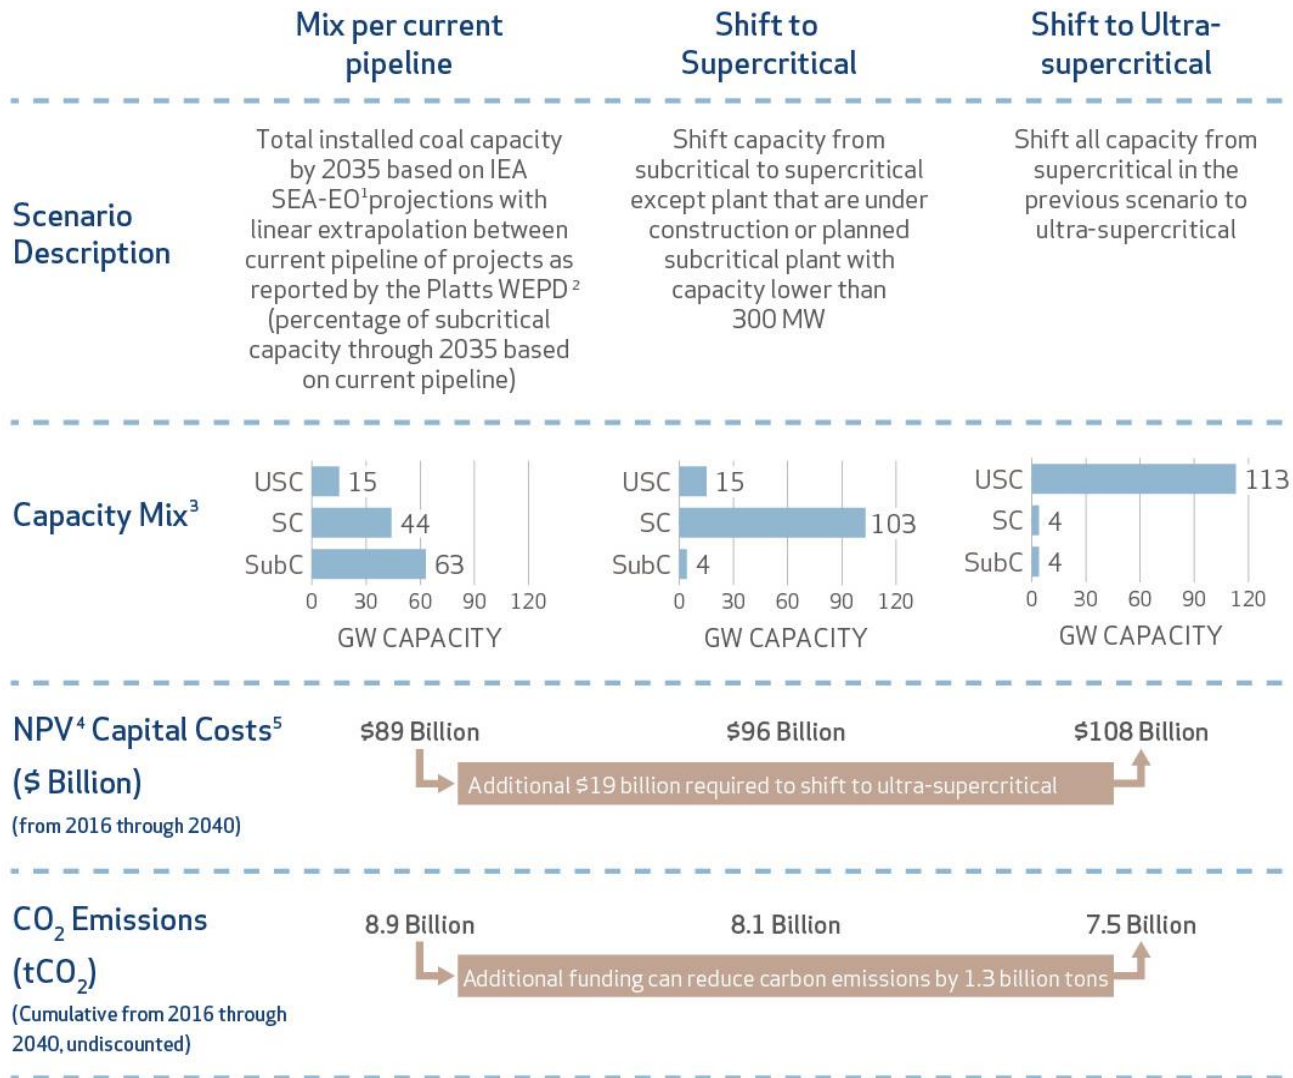 Mix per current
pipeline
Shift to
Supercritical
Shift to Ultra-
supercritical
Scenario
Description
Total installed coal capacity
by 2035 based on IEA
SEA-EO¹projections with
linear extrapolation between
current pipeline of projects as
reported by the Platts WEPD ²
(percentage of subcritical
capacity through 2035 based
on current pipeline)
Shift capacity from
subcritical to supercritical
except plant that are under
construction or planned
subcritical plant with
capacity lower than
300 MW
Shift all capacity from
supercritical in the
previous scenario to
ultra-supercritical
Capacity Mix³
USC 15
SC 44
SubC 63
0 30 60 90 120
GW CAPACITY
USC 15
SC 103
SubC 4
0 30 60 90 120
GW CAPACITY
USC 113
SC 4
SubC 4
0 30 60 90 120
GW CAPACITY
NPV⁴ Capital Costs⁵
($ Billion)
(from 2016 through 2040)
$89 Billion
$96 Billion
$108 Billion
Additional $19 billion required to shift to ultra-supercritical
CO₂ Emissions
(tCO₂)
(Cumulative from 2016 through
2040, undiscounted)
8.9 Billion
8.1 Billion
7.5 Billion
Additional funding can reduce carbon emissions by 1.3 billion tons